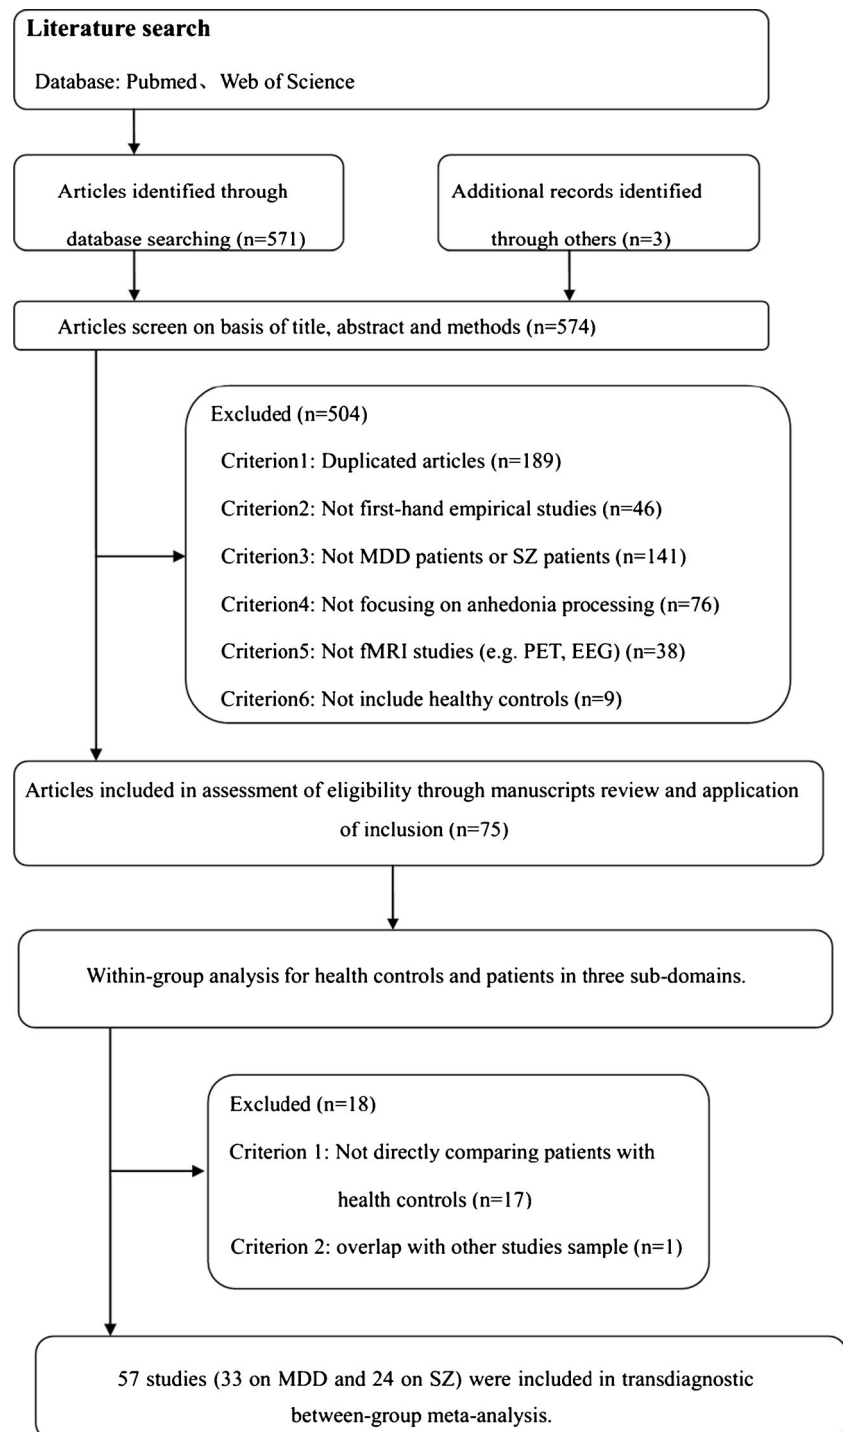 Literature search
Database: Pubmed、Web of Science
Articles identified through
database searching (n=571)
Additional records identified
through others (n=3)
Articles screen on basis of title, abstract and methods (n=574)
Excluded (n=504)
Criterion1: Duplicated articles (n=189)
Criterion2: Not first-hand empirical studies (n=46)
Criterion3: Not MDD patients or SZ patients (n=141)
Criterion4: Not focusing on anhedonia processing (n=76)
Criterion5: Not fMRI studies (e.g. PET, EEG) (n=38)
Criterion6: Not include healthy controls (n=9)
Articles included in assessment of eligibility through manuscripts review and application
of inclusion (n=75)
Within-group analysis for health controls and patients in three sub-domains.
Excluded (n=18)
Criterion 1: Not directly comparing patients with
health controls (n=17)
Criterion 2: overlap with other studies sample (n=1)
57 studies (33 on MDD and 24 on SZ) were included in transdiagnostic
between-group meta-analysis.